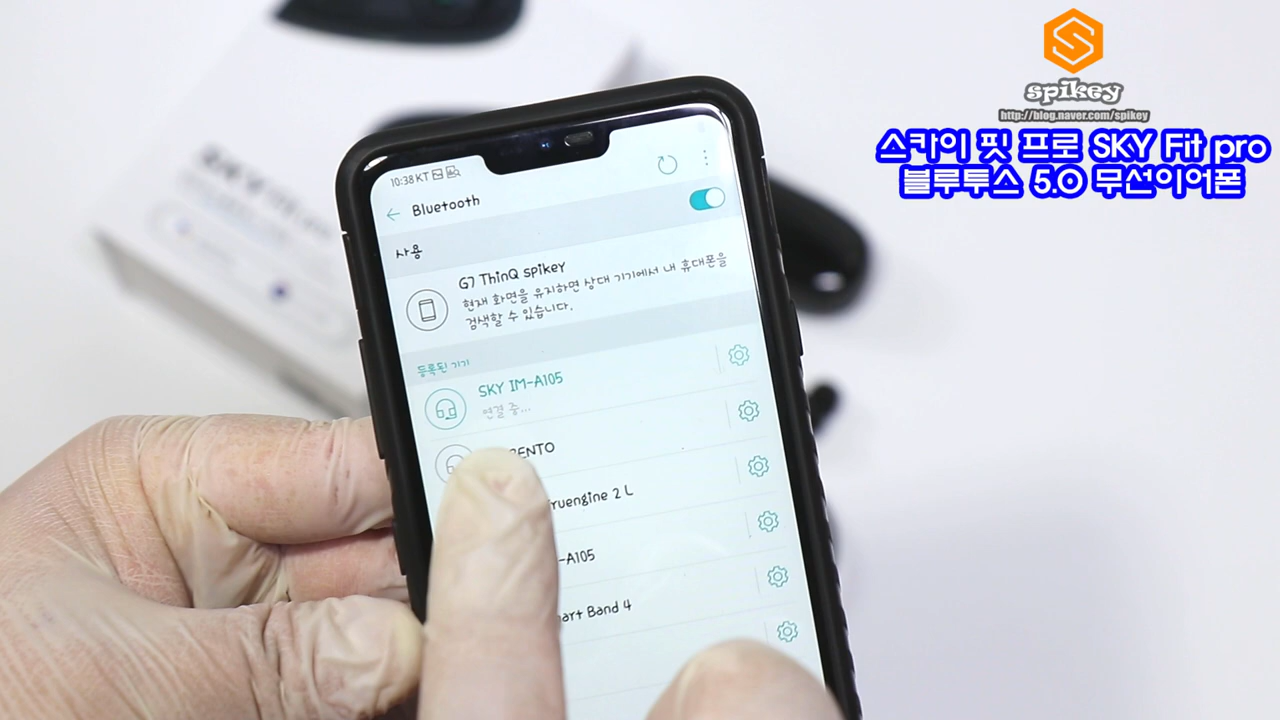 spikey
http://blog.naver.com/spikey
스카이 핏 프로 SKY Fit pro
블루투스 5.0 무선이어폰
10:38 KT
Bluetooth
사용
G7 ThinQ spikey
현재 화면을 유지하면 상대 기기에서 내 휴대폰을
검색할 수 있습니다.
등록된 기기
SKY IM-A105
연결 중...
ENTO
ruengine 2 L
-A105
art Band 4
SKY